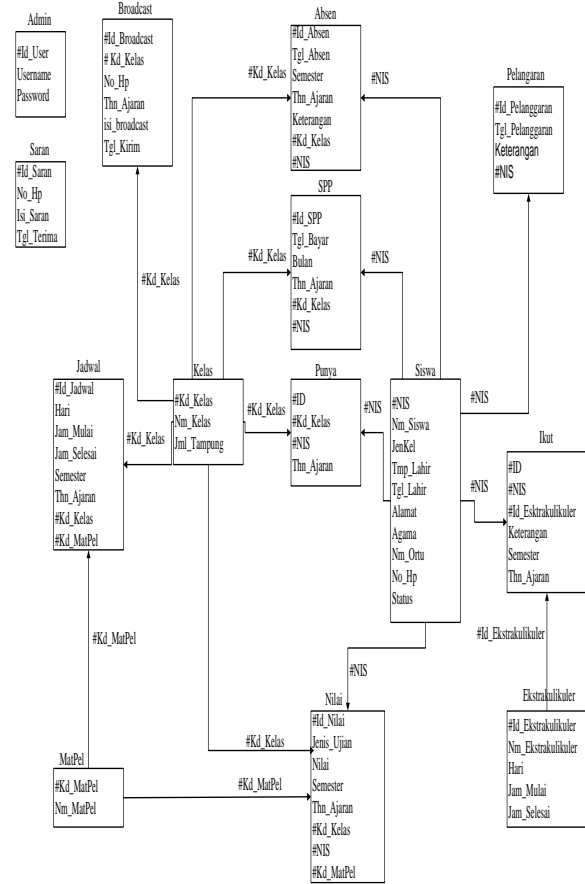 Admin
#Id_User
Username
Password
Broadcast
#Id_Broadcast
# Kd_Kelas
No_Hp
Thn_Ajaran
isi_broadcast
Tgl_Kirim
Absen
#Id_Absen
Tgl_Absen
Semester
Thn_Ajaran
Keterangan
#Kd_Kelas
#NIS
#Kd_Kelas
#NIS
Pelangaran
#Id_Pelanggaran
Tgl_Pelanggaran
Keterangan
#NIS
Saran
#Id_Saran
No_Hp
Isi_Saran
Tgl_Terima
SPP
#Id_SPP
Tgl_Bayar
Bulan
Thn_Ajaran
#Kd_Kelas
#NIS
#Kd_Kelas
#NIS
#Kd_Kelas
Jadwal
#Id_Jadwal
Hari
Jam_Mulai
Jam_Selesai
Semester
Thn_Ajaran
#Kd_Kelas
#Kd_MatPel
#Kd_Kelas
Kelas
#Kd_Kelas
Nm_Kelas
Jml_Tampung
#Kd_Kelas
Punya
#ID
#Kd_Kelas
#NIS
Thn_Ajaran
#NIS
Siswa
#NIS
Nm_Siswa
JenKel
Tmp_Lahir
Tgl_Lahir
Alamat
Agama
Nm_Ortu
No_Hp
Status
#NIS
#NIS
Ikut
#ID
#NIS
#Id_Esktrakulikuler
Keterangan
Semester
Thn_Ajaran
#Kd_MatPel
#Id_Ekstrakulikuler
#NIS
Nilai
#Id_Nilai
Jenis_Ujian
Nilai
Semester
Thn_Ajaran
#Kd_Kelas
#NIS
#Kd_MatPel
#Kd_Kelas
#Kd_MatPel
MatPel
#Kd_MatPel
Nm_MatPel
Ekstrakulikuler
#Id_Ekstrakulikuler
Nm_Ekstrakulikuler
Hari
Jam_Mulai
Jam_Selesai